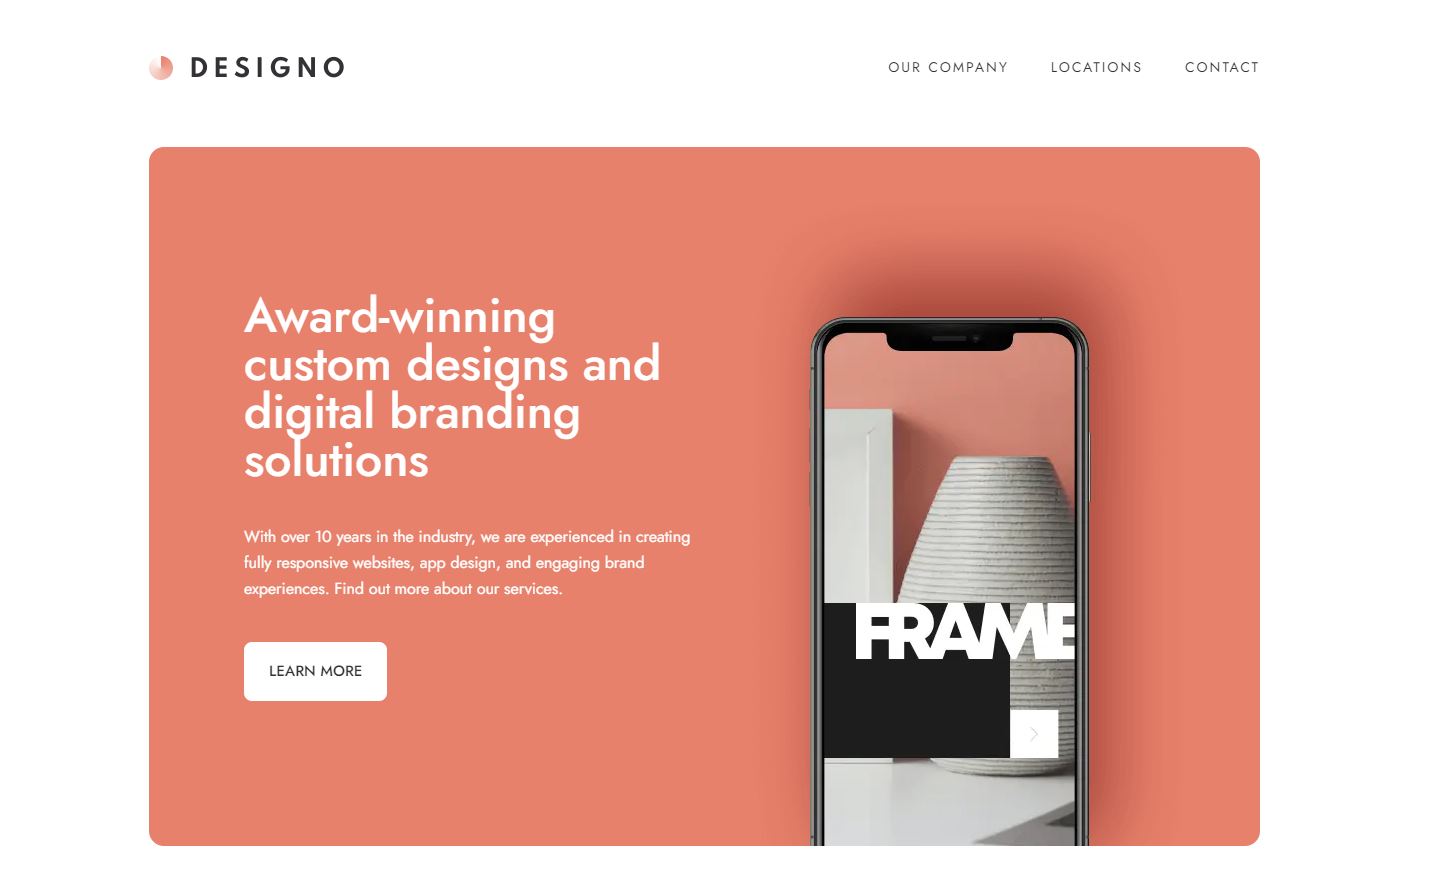 DESIGNO
OUR COMPANY LOCATIONS CONTACT
Award-winning
custom designs and
digital branding
solutions
With over 10 years in the industry, we are experienced in creating
fully responsive websites, app design, and engaging brand
experiences. Find out more about our services.
LEARN MORE
FRAME